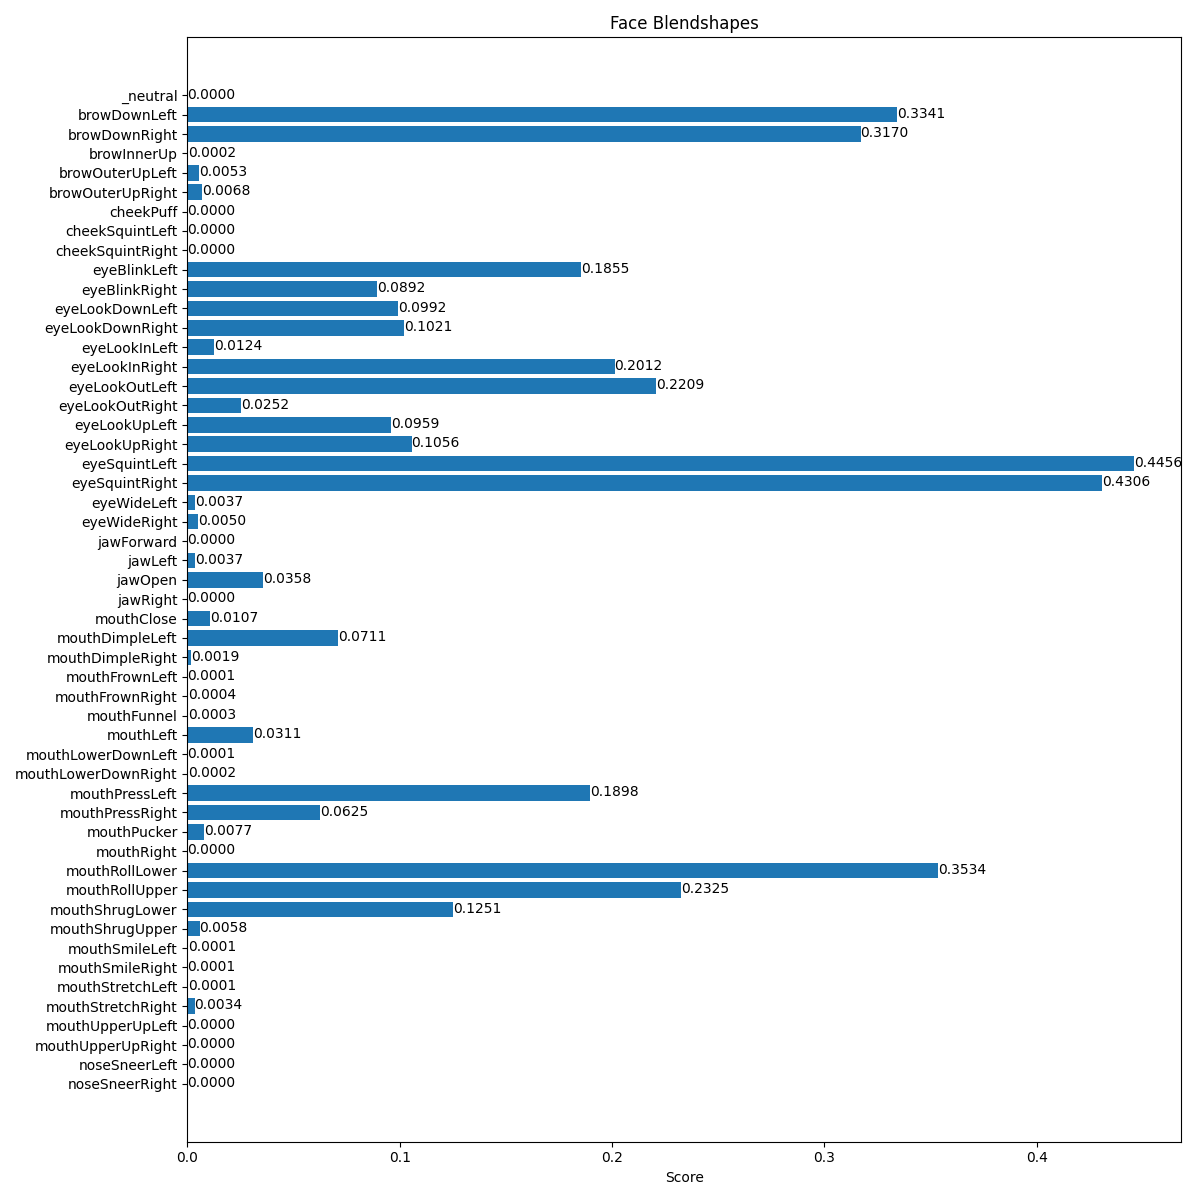 Face Blendshapes
_neutral 0.0000
browDownLeft 0.3341
browDownRight 0.3170
browInnerUp 0.0002
browOuterUpLeft 0.0053
browOuterUpRight 0.0068
cheekPuff 0.0000
cheekSquintLeft 0.0000
cheekSquintRight 0.0000
eyeBlinkLeft 0.1855
eyeBlinkRight 0.0892
eyeLookDownLeft 0.0992
eyeLookDownRight 0.1021
eyeLookInLeft 0.0124
eyeLookInRight 0.2012
eyeLookOutLeft 0.2209
eyeLookOutRight 0.0252
eyeLookUpLeft 0.0959
eyeLookUpRight 0.1056
eyeSquintLeft 0.4456
eyeSquintRight 0.4306
eyeWideLeft 0.0037
eyeWideRight 0.0050
jawForward 0.0000
jawLeft 0.0037
jawOpen 0.0358
jawRight 0.0000
mouthClose 0.0107
mouthDimpleLeft 0.0711
mouthDimpleRight 0.0019
mouthFrownLeft 0.0001
mouthFrownRight 0.0004
mouthFunnel 0.0003
mouthLeft 0.0311
mouthLowerDownLeft 0.0001
mouthLowerDownRight 0.0002
mouthPressLeft 0.1898
mouthPressRight 0.0625
mouthPucker 0.0077
mouthRight 0.0000
mouthRollLower 0.3534
mouthRollUpper 0.2325
mouthShrugLower 0.1251
mouthShrugUpper 0.0058
mouthSmileLeft 0.0001
mouthSmileRight 0.0001
mouthStretchLeft 0.0001
mouthStretchRight 0.0034
mouthUpperUpLeft 0.0000
mouthUpperUpRight 0.0000
noseSneerLeft 0.0000
noseSneerRight 0.0000
0.0 0.1 0.2 0.3 0.4
Score